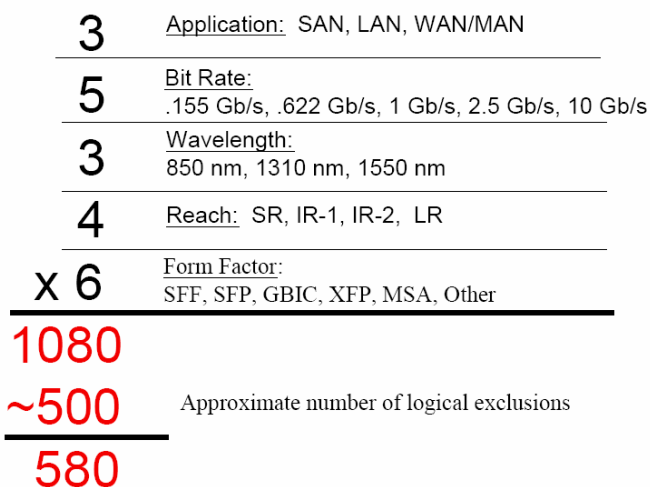 3 Application: SAN, LAN, WAN/MAN
5 Bit Rate:
.155 Gb/s, .622 Gb/s, 1 Gb/s, 2.5 Gb/s, 10 Gb/s
3 Wavelength:
850 nm, 1310 nm, 1550 nm
4 Reach: SR, IR-1, IR-2, LR
x 6 Form Factor:
SFF, SFP, GBIC, XFP, MSA, Other
1080
~500 Approximate number of logical exclusions
580